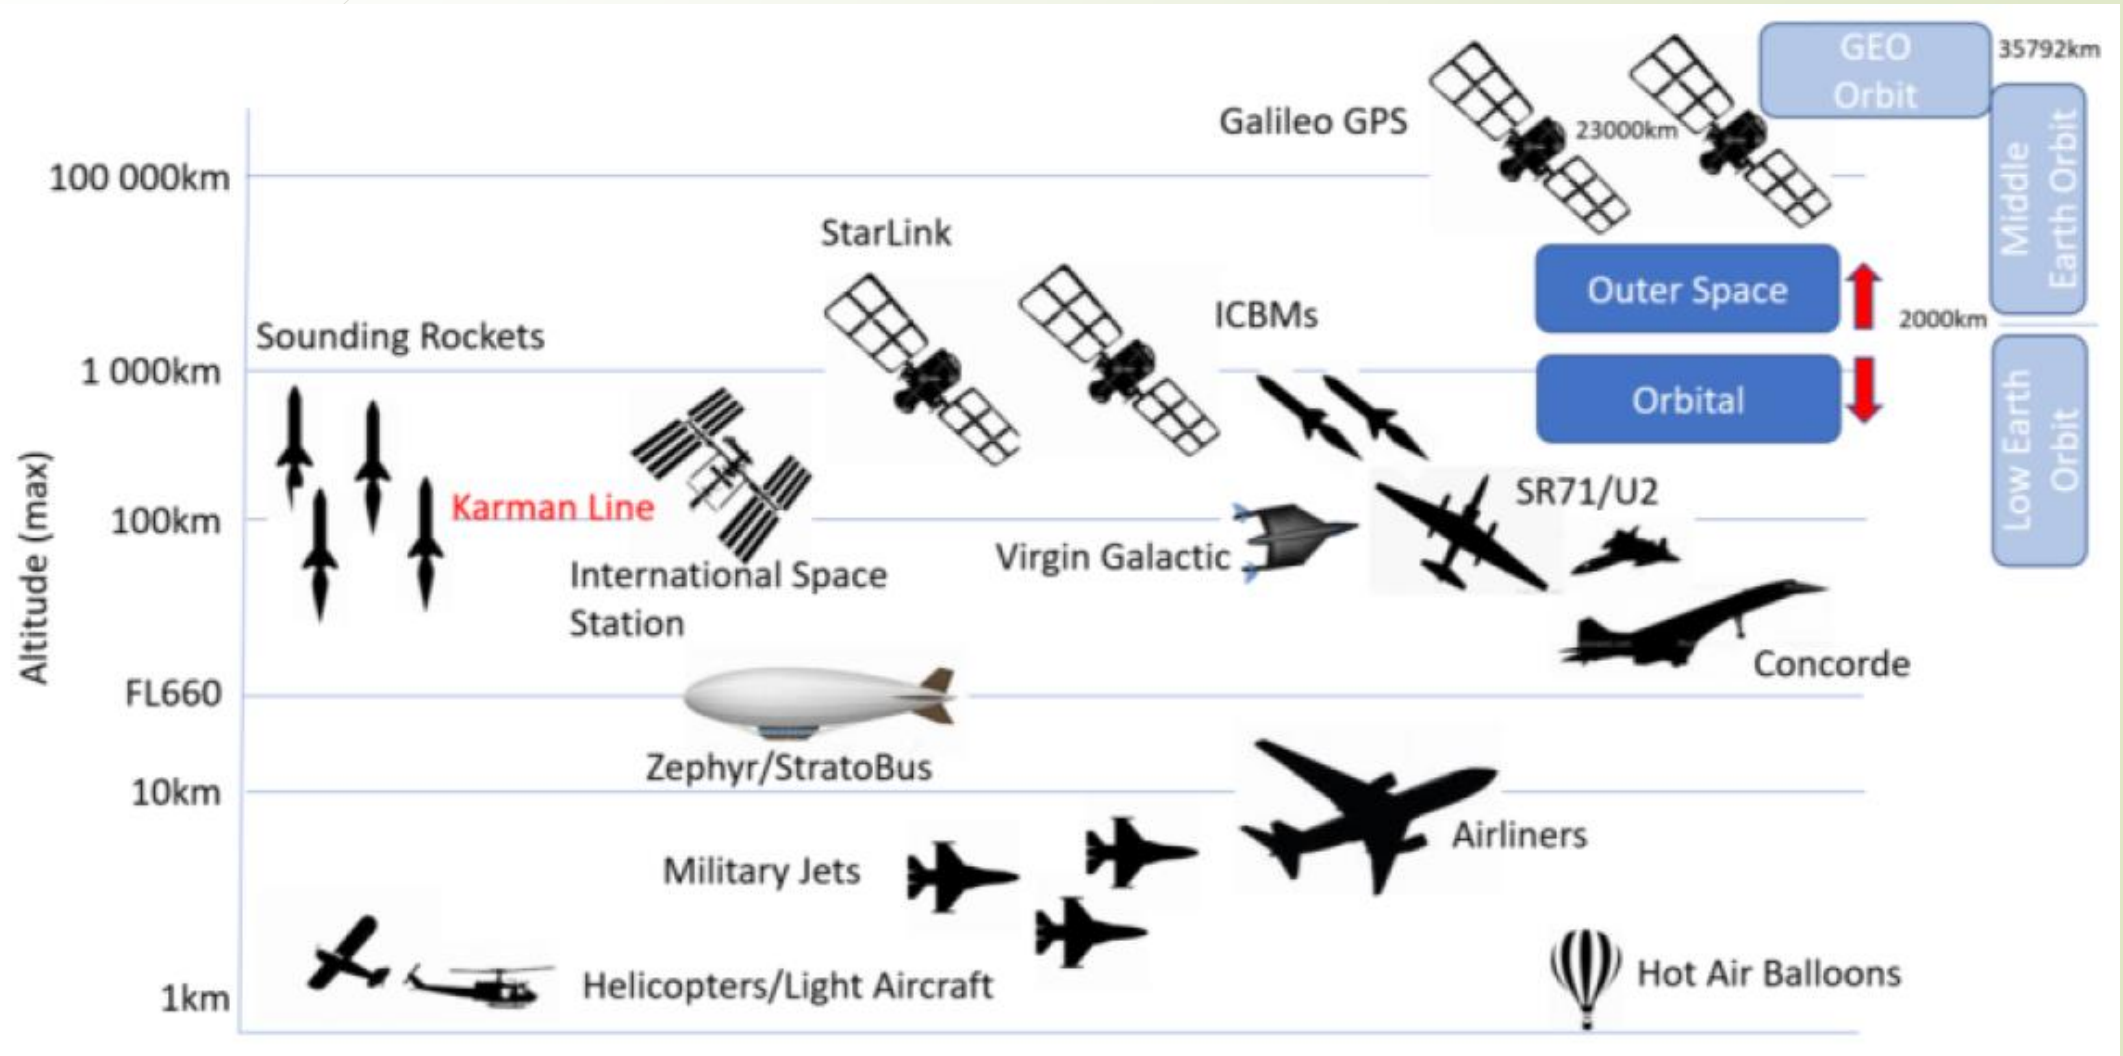 GEO
Orbit
35792km
Galileo GPS
23000km
Middle
Earth Orbit
100 000km
StarLink
Outer Space
ICBMs
2000km
Sounding Rockets
1 000km
Orbital
Low Earth
Orbit
Altitude (max)
SR71/U2
Karman Line
100km
Virgin Galactic
International Space
Station
Concorde
FL660
Zephyr/StratoBus
10km
Airliners
Military Jets
Hot Air Balloons
Helicopters/Light Aircraft
1km